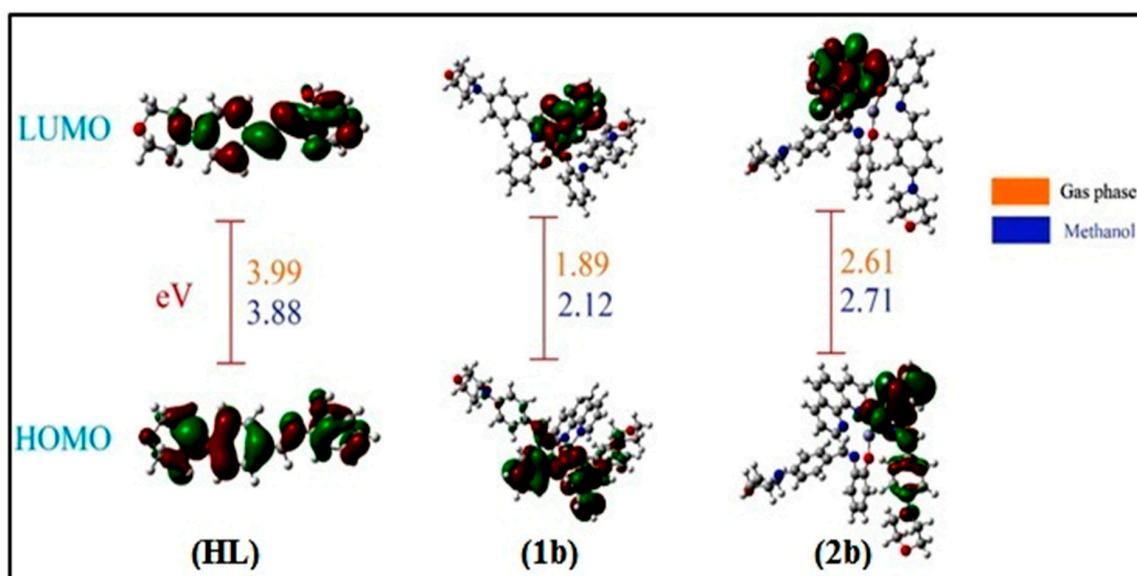 LUMO
Gas phase
Methanol
eV
3.99
3.88
1.89
2.12
2.61
2.71
HOMO
(HL)
(1b)
(2b)